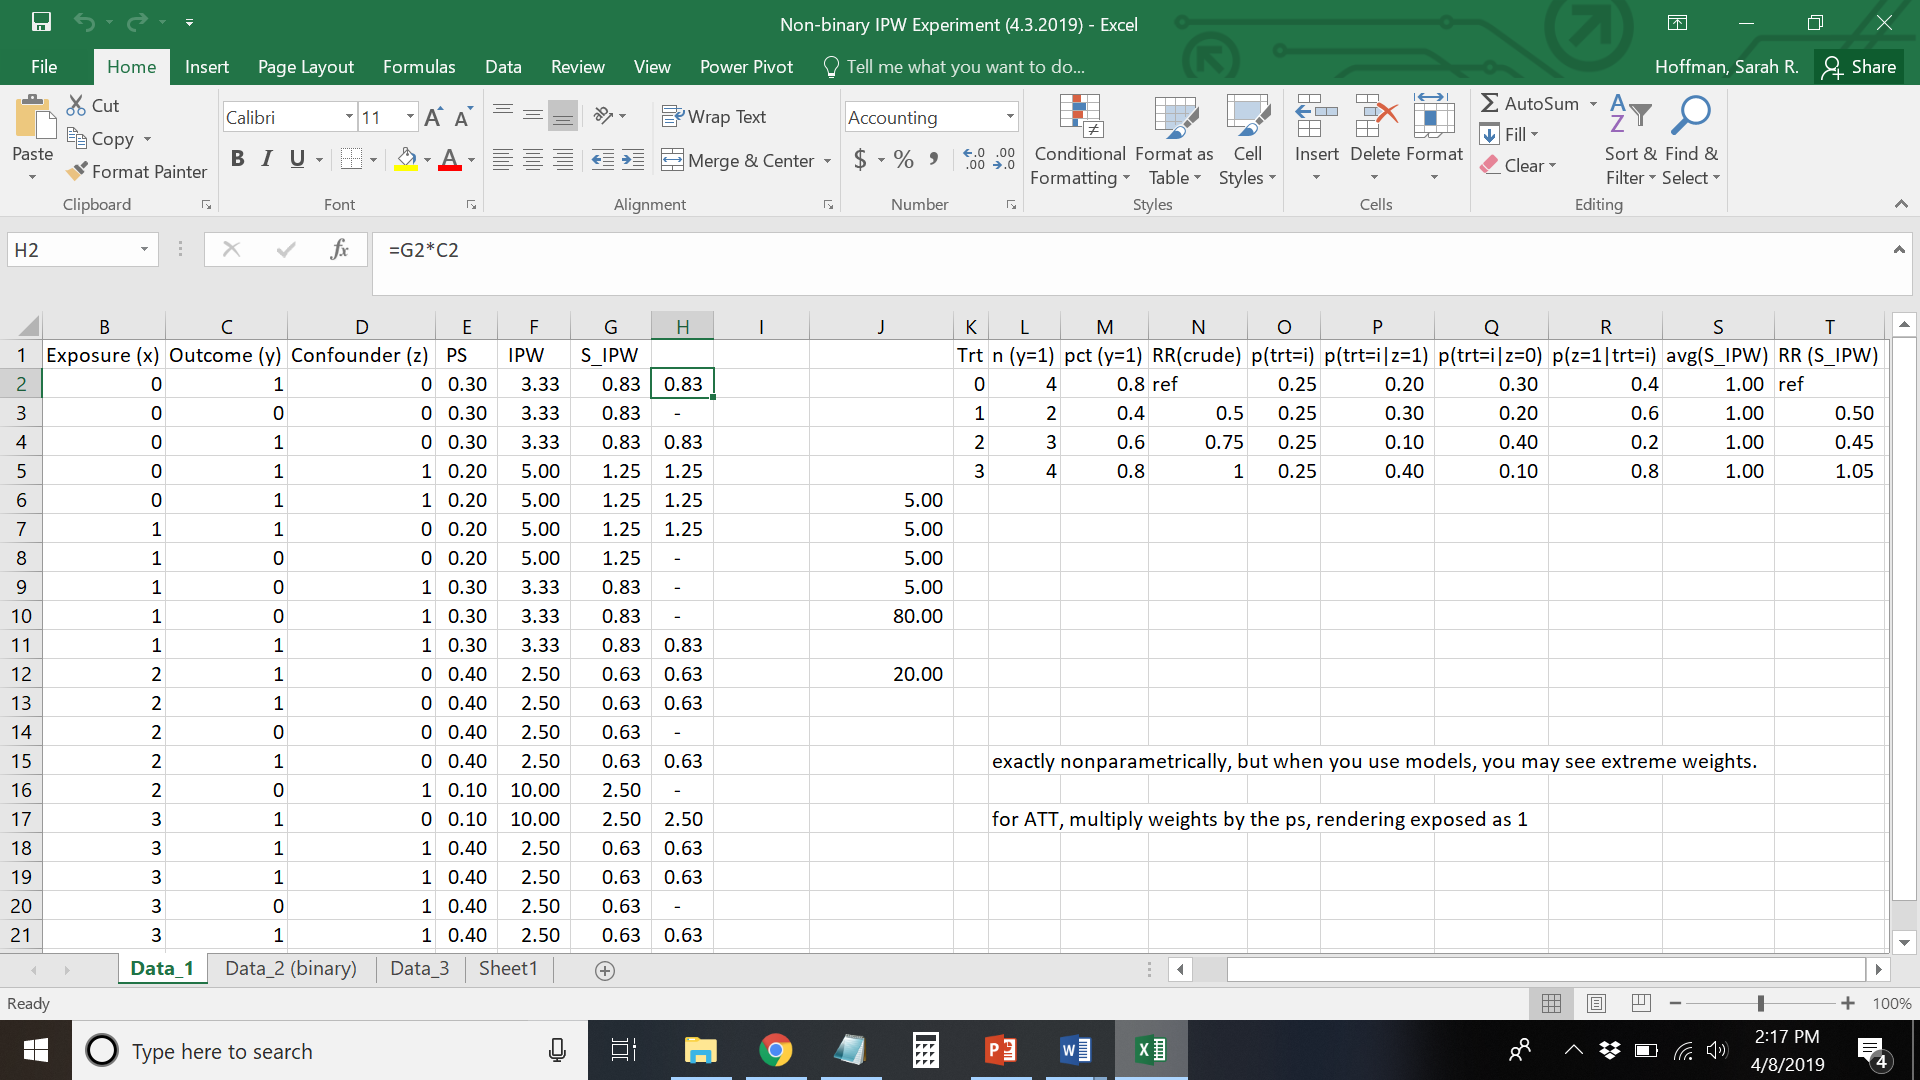 Non-binary IPW Experiment (4.3.2019) - Excel
File Home Insert Page Layout Formulas Data Review View Power Pivot Tell me what you want to do... Hoffman, Sarah R. Share
Paste
Cut
Copy
Format Painter
Clipboard
Calibri 11 A A
B I U A
Font
Wrap Text
Merge & Center
Alignment
Accounting
$ % , .0 .00 .00 .0
Number
Conditional Formatting
Format as Table
Cell Styles
Styles
Insert Delete Format
Cells
Σ AutoSum
Fill
Clear
A Z
Sort & Filter
Find & Select
Editing
H2 fx =G2*C2
B C D E F G H I J K L M N O P Q R S T
1 Exposure (x) Outcome (y) Confounder (z) PS IPW S_IPW Trt n (y=1) pct (y=1) RR(crude) p(trt=i) p(trt=i|z=1) p(trt=i|z=0) p(z=1|trt=i) avg(S_IPW) RR (S_IPW)
2 0 1 0 0.30 3.33 0.83 0.83 0 4 0.8 ref 0.25 0.20 0.30 0.4 1.00 ref
3 0 0 0 0.30 3.33 0.83 - 1 2 0.4 0.5 0.25 0.30 0.20 0.6 1.00 0.50
4 0 1 0 0.30 3.33 0.83 0.83 2 3 0.6 0.75 0.25 0.10 0.40 0.2 1.00 0.45
5 0 1 1 0.20 5.00 1.25 1.25 3 4 0.8 1 0.25 0.40 0.10 0.8 1.00 1.05
6 0 1 1 0.20 5.00 1.25 1.25 5.00
7 1 1 0 0.20 5.00 1.25 1.25 5.00
8 1 0 0 0.20 5.00 1.25 - 5.00
9 1 0 1 0.30 3.33 0.83 - 5.00
10 1 0 1 0.30 3.33 0.83 - 80.00
11 1 1 1 0.30 3.33 0.83 0.83
12 2 1 0 0.40 2.50 0.63 0.63 20.00
13 2 1 0 0.40 2.50 0.63 0.63
14 2 0 0 0.40 2.50 0.63 -
15 2 1 0 0.40 2.50 0.63 0.63 exactly nonparametrically, but when you use models, you may see extreme weights.
16 2 0 1 0.10 10.00 2.50 -
17 3 1 0 0.10 10.00 2.50 2.50 for ATT, multiply weights by the ps, rendering exposed as 1
18 3 1 1 0.40 2.50 0.63 0.63
19 3 1 1 0.40 2.50 0.63 0.63
20 3 0 1 0.40 2.50 0.63 -
21 3 1 1 0.40 2.50 0.63 0.63
Data_1 Data_2 (binary) Data_3 Sheet1
Ready 100%
Type here to search
2:17 PM
4/8/2019
4